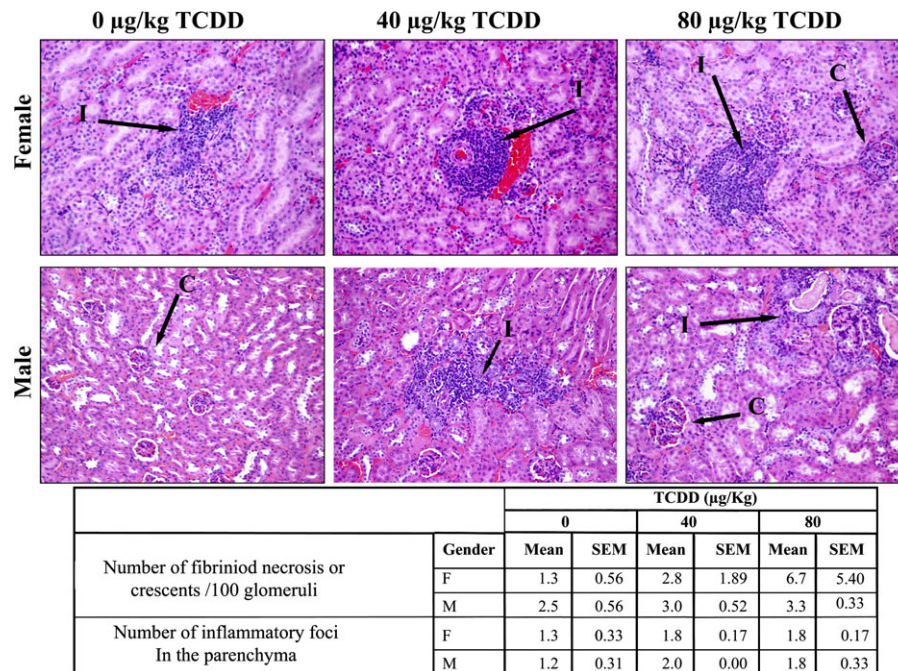 0 µg/kg TCDD 40 µg/kg TCDD 80 µg/kg TCDD
Female
I
I
I
C
Male
C
I
I
C
TCDD (µg/Kg)
0 40 80
Gender Mean SEM Mean SEM Mean SEM
Number of fibriniod necrosis or
crescents /100 glomeruli
F 1.3 0.56 2.8 1.89 6.7 5.40
M 2.5 0.56 3.0 0.52 3.3 0.33
Number of inflammatory foci
In the parenchyma
F 1.3 0.33 1.8 0.17 1.8 0.17
M 1.2 0.31 2.0 0.00 1.8 0.33